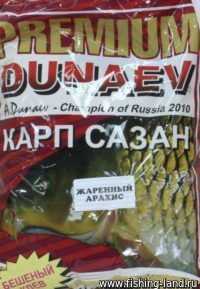 PREMIUM
DUNAEV
A.Dunaev - Champion of Russia 2010
КАРП САЗАН
ЖАРЕННЫЙ
АРАХИС
БЕШЕНЫЙ
www.fishing-land.ru